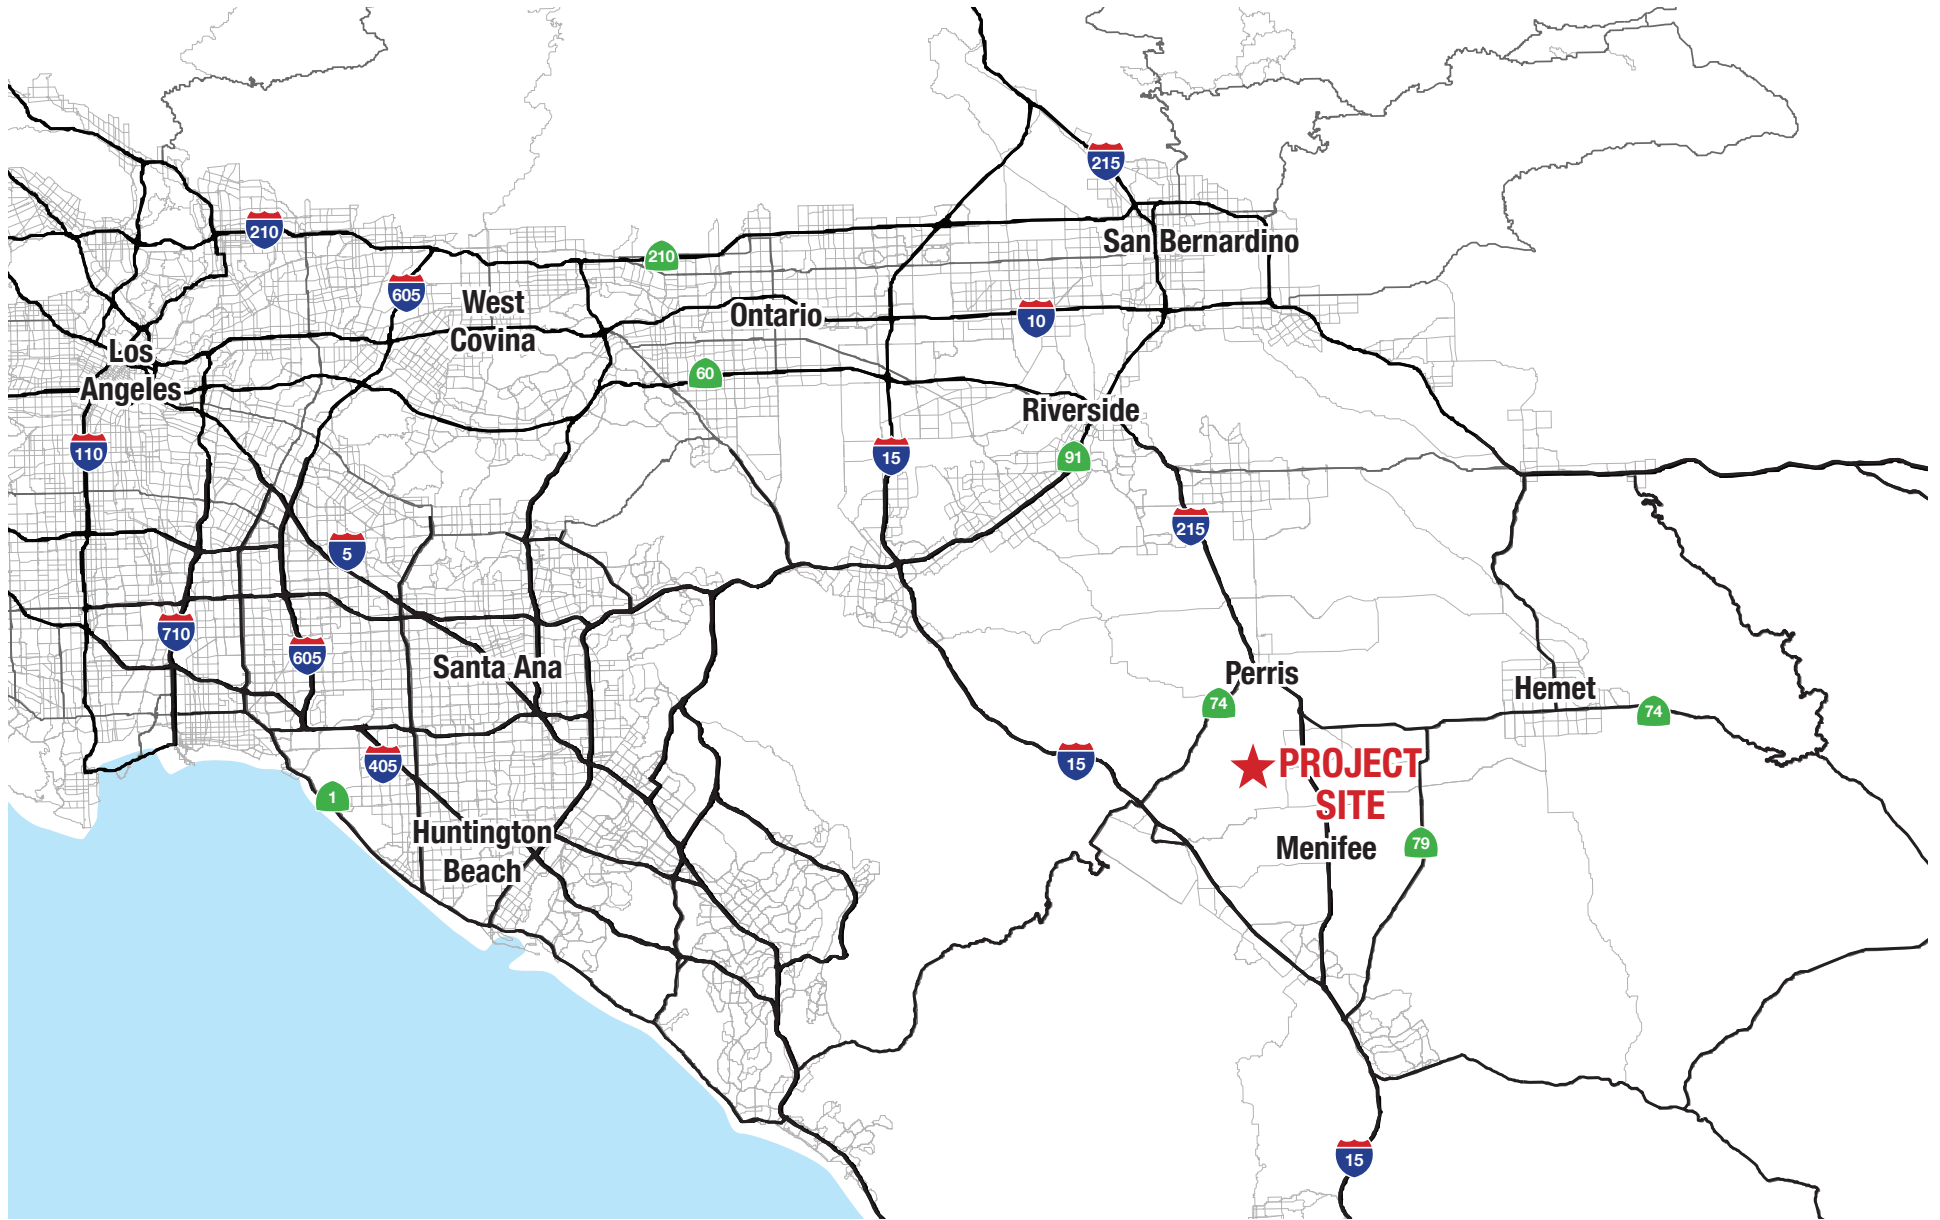 215
210
210
San Bernardino
605
West
Covina
Ontario
10
Los
Angeles
60
Riverside
110
15
91
215
5
710
605
Santa Ana
Perris
74
Hemet
74
405
1
15
PROJECT
SITE
Huntington
Beach
Menifee
79
15